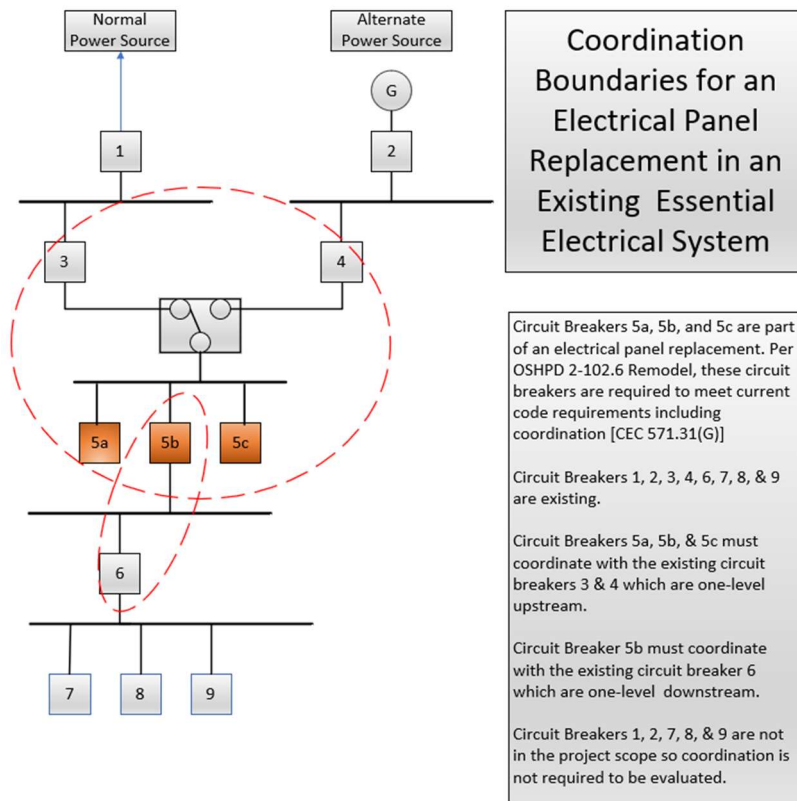 Normal
Power Source
Alternate
Power Source
G
1
2
3
4
5a
5b
5c
6
7
8
9
Coordination
Boundaries for an
Electrical Panel
Replacement in an
Existing Essential
Electrical System
Circuit Breakers 5a, 5b, and 5c are part
of an electrical panel replacement. Per
OSHPD 2-102.6 Remodel, these circuit
breakers are required to meet current
code requirements including
coordination [CEC 571.31(G)]
Circuit Breakers 1, 2, 3, 4, 6, 7, 8, & 9
are existing.
Circuit Breakers 5a, 5b, & 5c must
coordinate with the existing circuit
breakers 3 & 4 which are one-level
upstream.
Circuit Breaker 5b must coordinate
with the existing circuit breaker 6
which are one-level downstream.
Circuit Breakers 1, 2, 7, 8, & 9 are not
in the project scope so coordination is
not required to be evaluated.